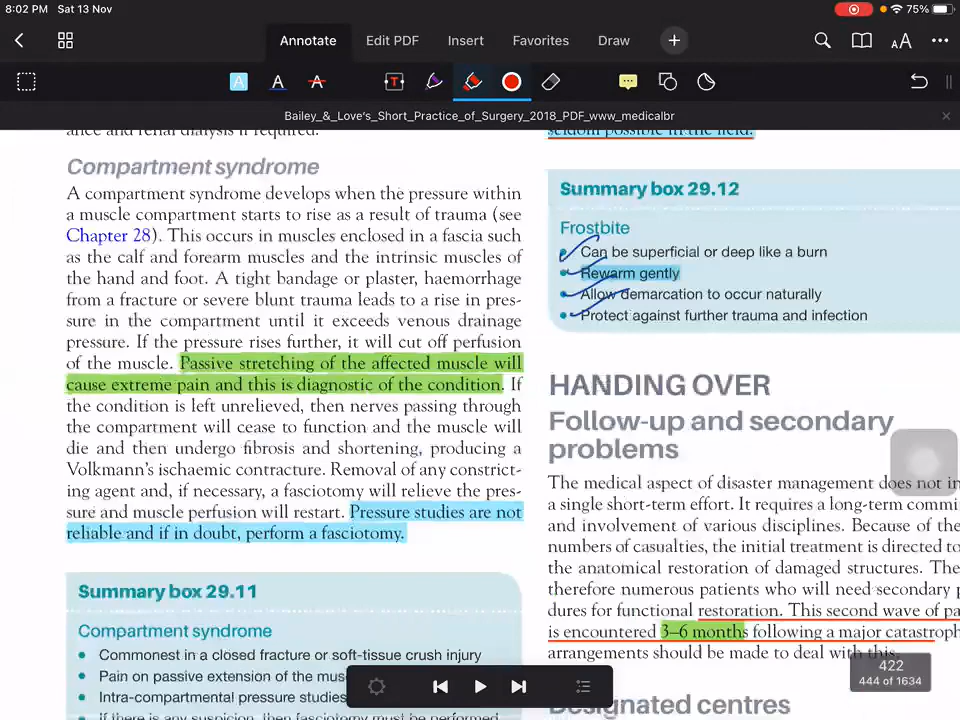 8:02 PM Sat 13 Nov
75%
Annotate Edit PDF Insert Favorites Draw
Bailey_&_Love's_Short_Practice_of_Surgery_2018_PDF_www_medicalbr
ance and renal dialysis if required.
Compartment syndrome
A compartment syndrome develops when the pressure within
a muscle compartment starts to rise as a result of trauma (see
Chapter 28). This occurs in muscles enclosed in a fascia such
as the calf and forearm muscles and the intrinsic muscles of
the hand and foot. A tight bandage or plaster, haemorrhage
from a fracture or severe blunt trauma leads to a rise in pres-
sure in the compartment until it exceeds venous drainage
pressure. If the pressure rises further, it will cut off perfusion
of the muscle. Passive stretching of the affected muscle will
cause extreme pain and this is diagnostic of the condition. If
the condition is left unrelieved, then nerves passing through
the compartment will cease to function and the muscle will
die and then undergo fibrosis and shortening, producing a
Volkmann's ischaemic contracture. Removal of any constrict-
ing agent and, if necessary, a fasciotomy will relieve the pres-
sure and muscle perfusion will restart. Pressure studies are not
reliable and if in doubt, perform a fasciotomy.
Summary box 29.11
Compartment syndrome
• Commonest in a closed fracture or soft-tissue crush injury
• Pain on passive extension of the mus
• Intra-compartmental pressure studies
• If there is any suspicion, then fasciotomy must be performed
seldom possible in the field.
Summary box 29.12
Frostbite
• Can be superficial or deep like a burn
• Rewarm gently
• Allow demarcation to occur naturally
• Protect against further trauma and infection
HANDING OVER
Follow-up and secondary
problems
The medical aspect of disaster management does not in
a single short-term effort. It requires a long-term commi
and involvement of various disciplines. Because of the
numbers of casualties, the initial treatment is directed to
the anatomical restoration of damaged structures. The
therefore numerous patients who will need secondary p
dures for functional restoration. This second wave of pa
is encountered 3–6 months following a major catastroph
arrangements should be made to deal with this.
Designated centres
422
444 of 1634